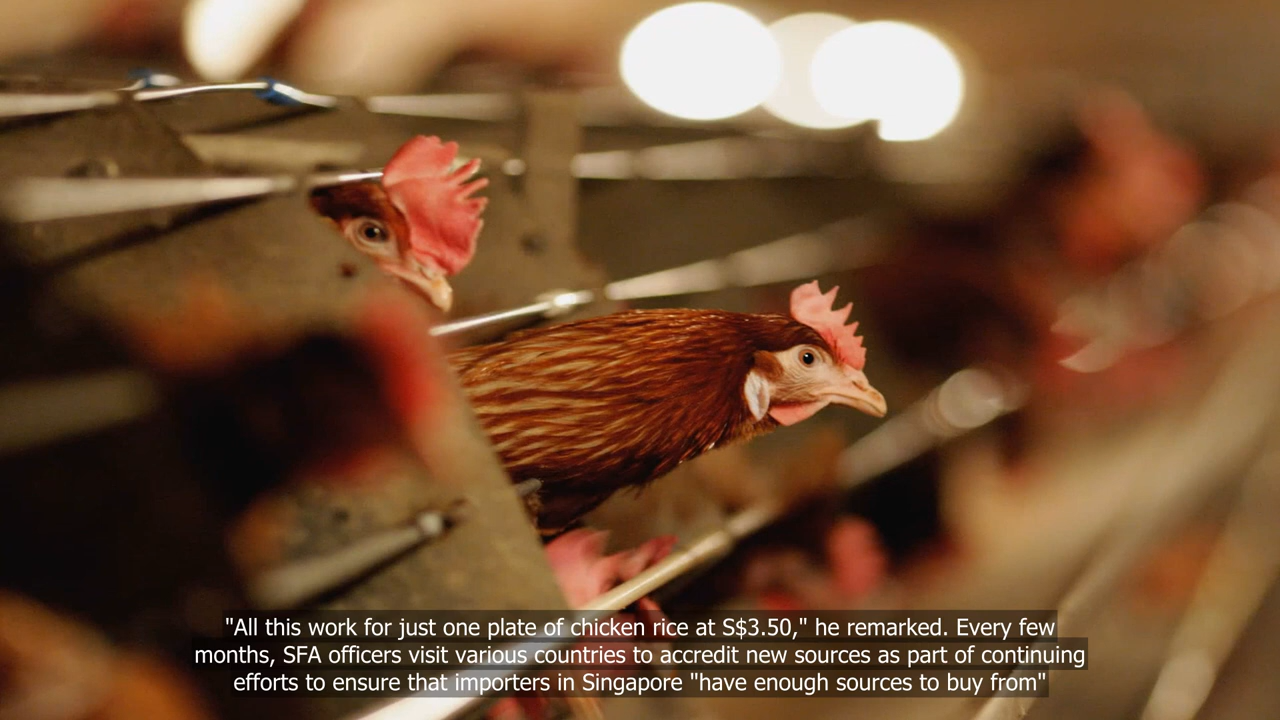 "All this work for just one plate of chicken rice at S$3.50," he remarked. Every few
months, SFA officers visit various countries to accredit new sources as part of continuing
efforts to ensure that importers in Singapore "have enough sources to buy from"